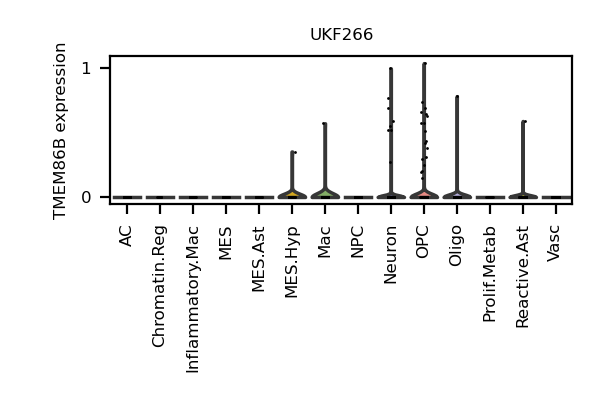 UKF266
TMEM86B expression
1
0
AC
Chromatin.Reg
Inflammatory.Mac
MES
MES.Ast
MES.Hyp
Mac
NPC
Neuron
OPC
Oligo
Prolif.Metab
Reactive.Ast
Vasc